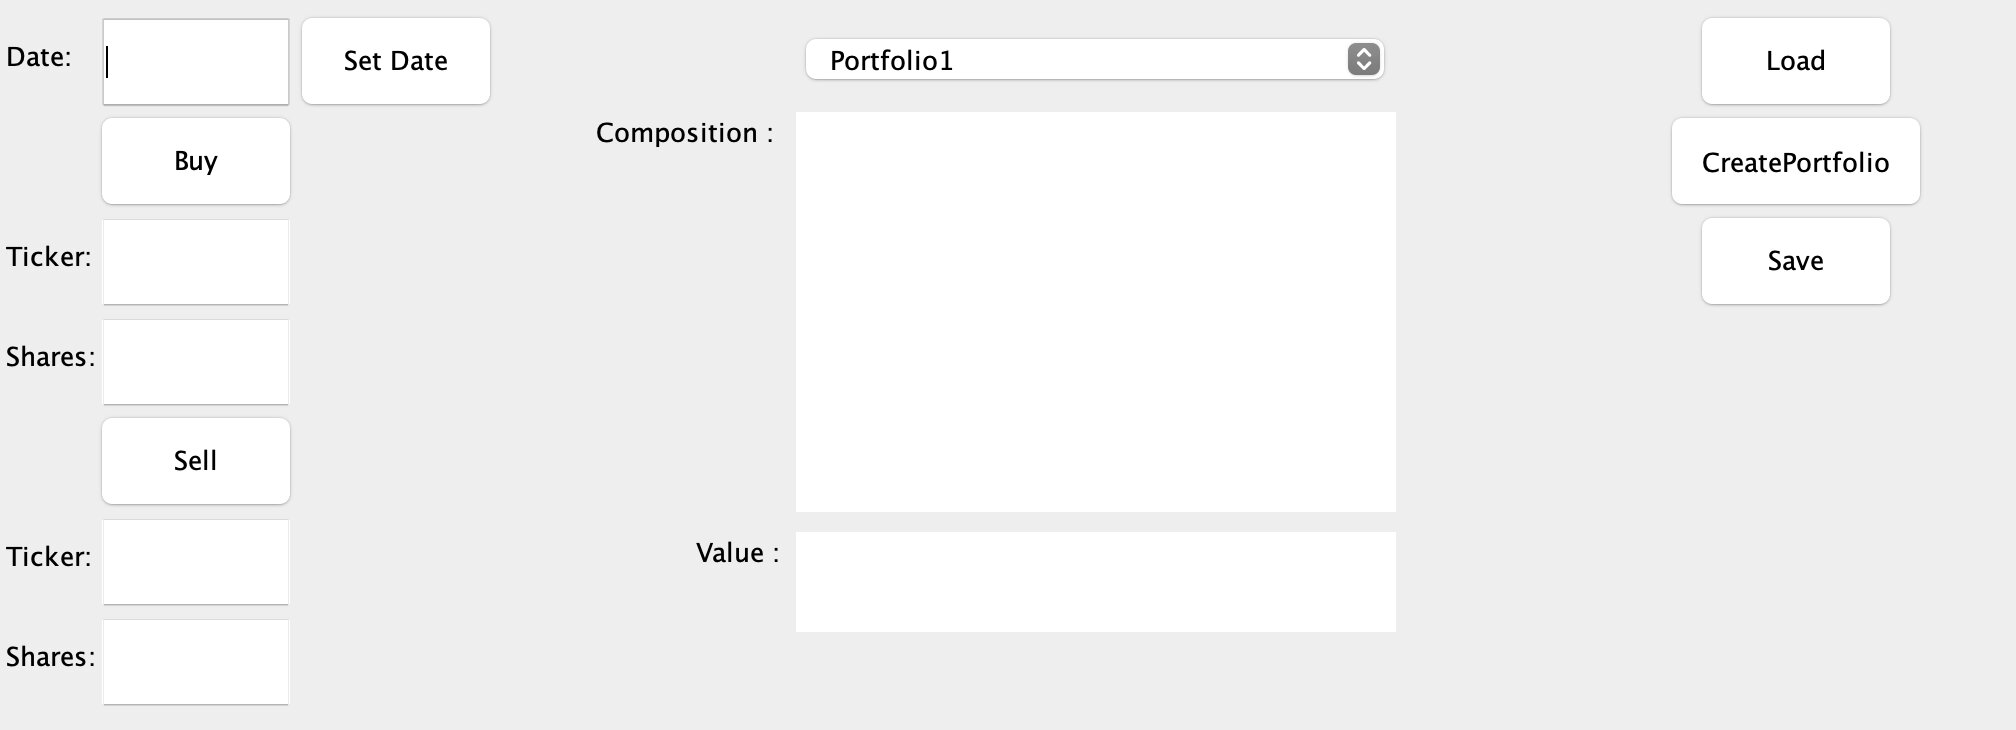 Date:
Set Date
Buy
Ticker:
Shares:
Sell
Ticker:
Shares:
Portfolio1
Composition :
Value :
Load
CreatePortfolio
Save